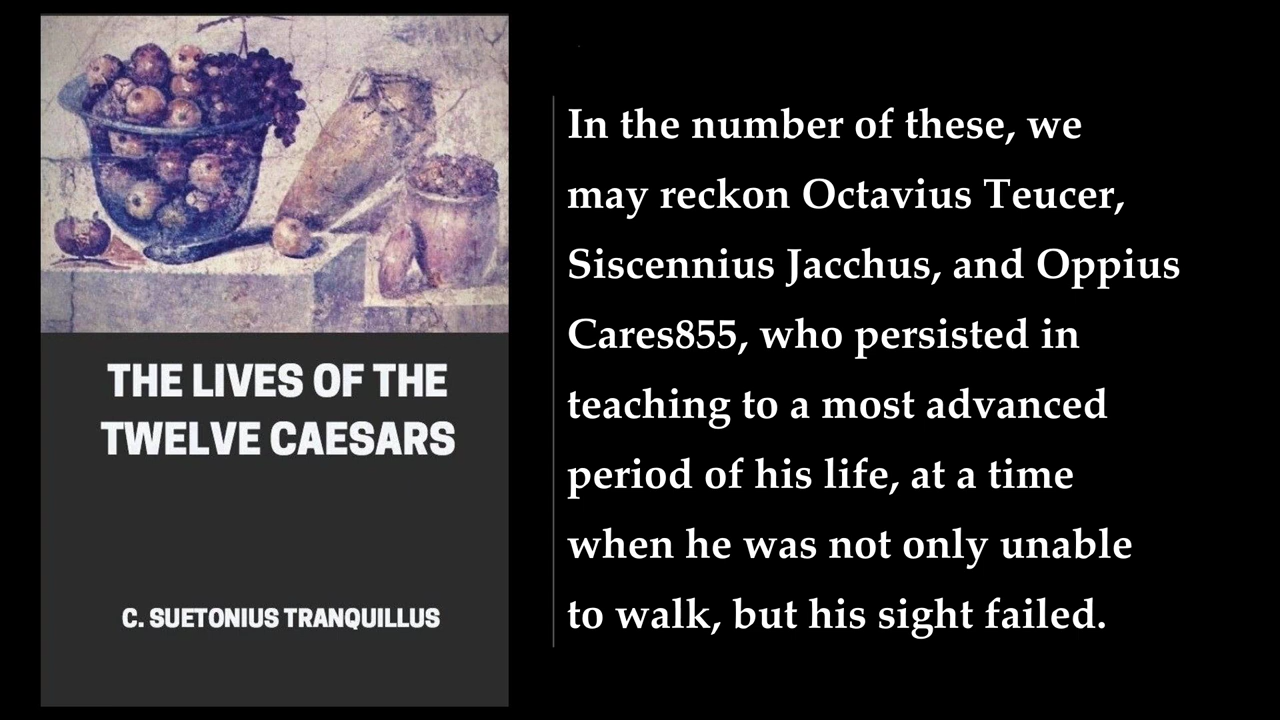 THE LIVES OF THE
TWELVE CAESARS
C. SUETONIUS TRANQUILLUS
In the number of these, we
may reckon Octavius Teucer,
Siscennius Jacchus, and Oppius
Cares855, who persisted in
teaching to a most advanced
period of his life, at a time
when he was not only unable
to walk, but his sight failed.